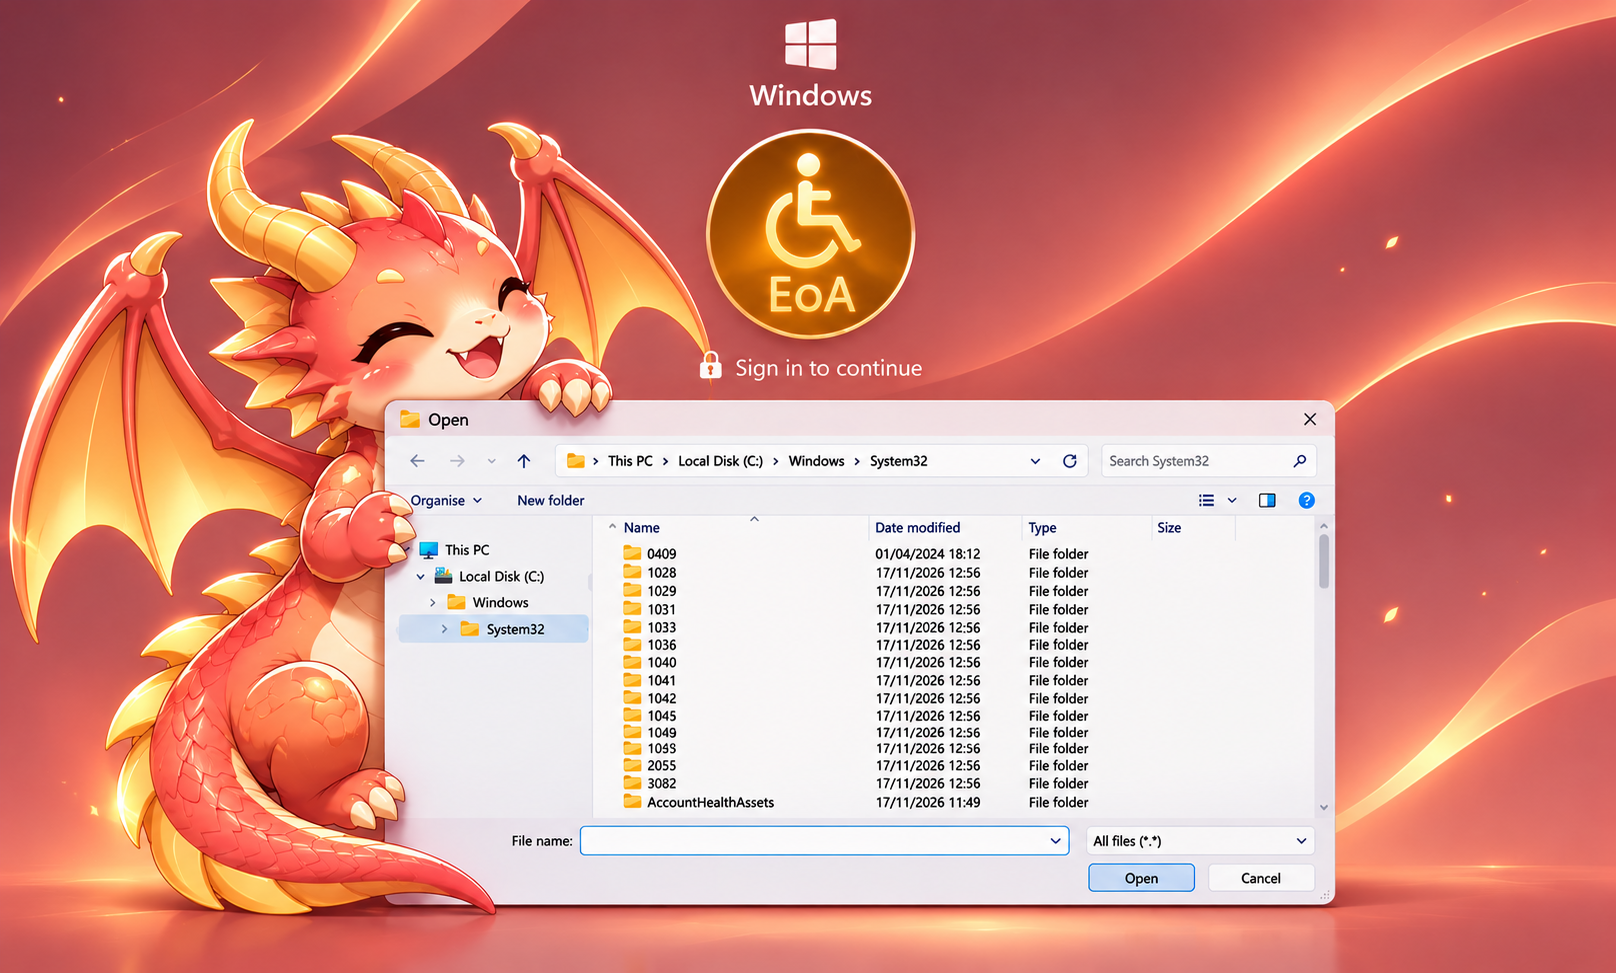 Windows
EoA
Sign in to continue
Open
This PC > Local Disk (C:) > Windows > System32
Search System32
Organise
New folder
?
This PC
Local Disk (C:)
Windows
System32
Name Date modified Type Size
0409 01/04/2024 18:12 File folder
1028 17/11/2026 12:56 File folder
1029 17/11/2026 12:56 File folder
1031 17/11/2026 12:56 File folder
1033 17/11/2026 12:56 File folder
1036 17/11/2026 12:56 File folder
1040 17/11/2026 12:56 File folder
1041 17/11/2026 12:56 File folder
1042 17/11/2026 12:56 File folder
1045 17/11/2026 12:56 File folder
1049 17/11/2026 12:56 File folder
17/11/2026 12:56 File folder
2055 17/11/2026 12:56 File folder
3082 17/11/2026 12:56 File folder
AccountHealthAssets 17/11/2026 11:49 File folder
File name:
All files (*.*)
Open
Cancel